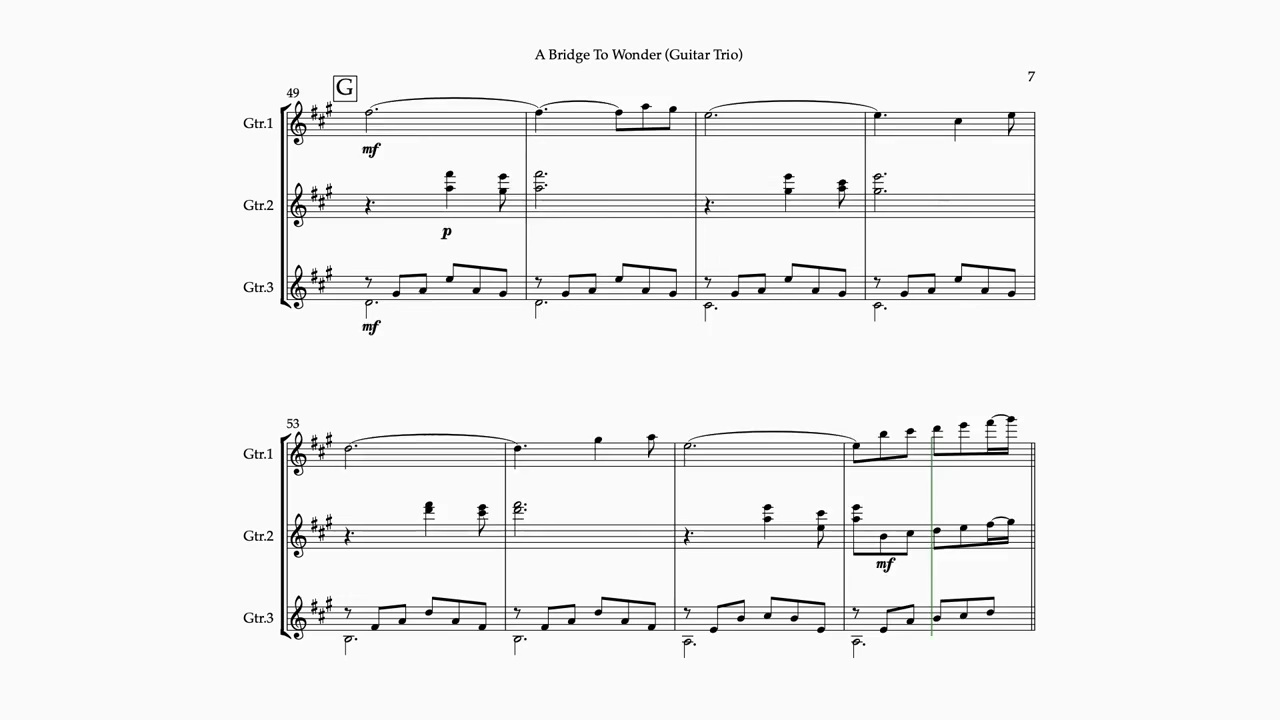 A Bridge To Wonder (Guitar Trio)
7
G
49
Gtr.1
mf
Gtr.2
p
Gtr.3
mf
53
Gtr.1
Gtr.2
mf
Gtr.3